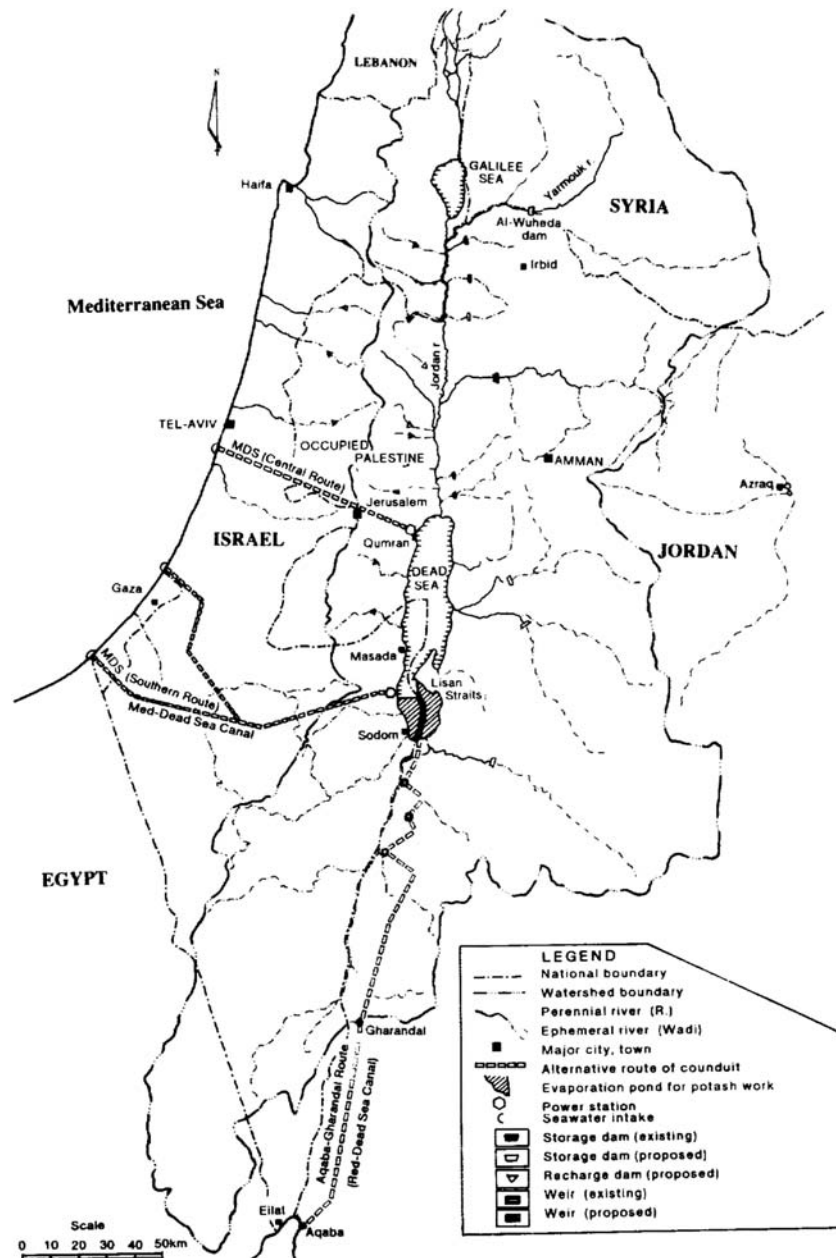 LEBANON
N
GALILEE
SEA
Haifa
Yarmouk r.
SYRIA
Al-Wuheda
dam
Irbid
Mediterranean Sea
Jordan r.
TEL-AVIV
OCCUPIED
PALESTINE
AMMAN
MDS (Central Route)
Azraq
Jerusalem
ISRAEL
Qumran
JORDAN
DEAD
SEA
Gaza
Masada
MDS (Southern Route)
Lisan
Straits
Med-Dead Sea Canal
Sodom
EGYPT
LEGEND
National boundary
Watershed boundary
Perennial river (R.)
Ephemeral river (Wadi)
Major city, town
Alternative route of counduit
Evaporation pond for potash work
Power station
Seawater intake
Storage dam (existing)
Storage dam (proposed)
Recharge dam (proposed)
Weir (existing)
Weir (proposed)
Gharandal
Aqaba-Gharandal Route
(Red-Dead Sea Canal)
Eilat
Aqaba
Scale
0 10 20 30 40 50km